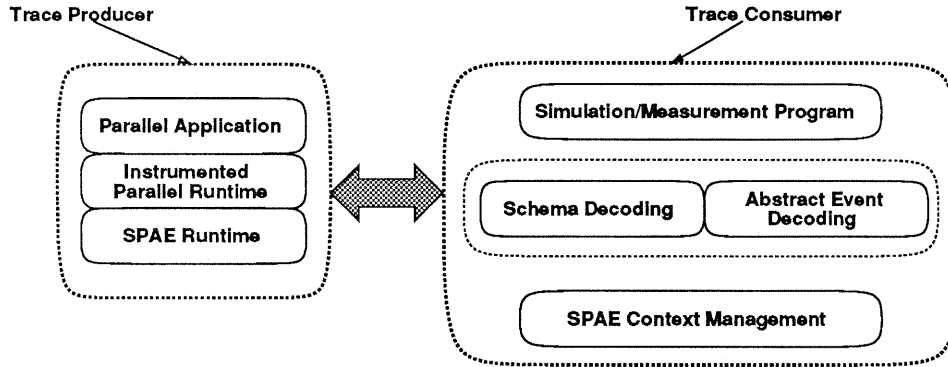 Trace Producer
Trace Consumer
Parallel Application
Instrumented
Parallel Runtime
SPAE Runtime
Simulation/Measurement Program
Schema Decoding
Abstract Event
Decoding
SPAE Context Management